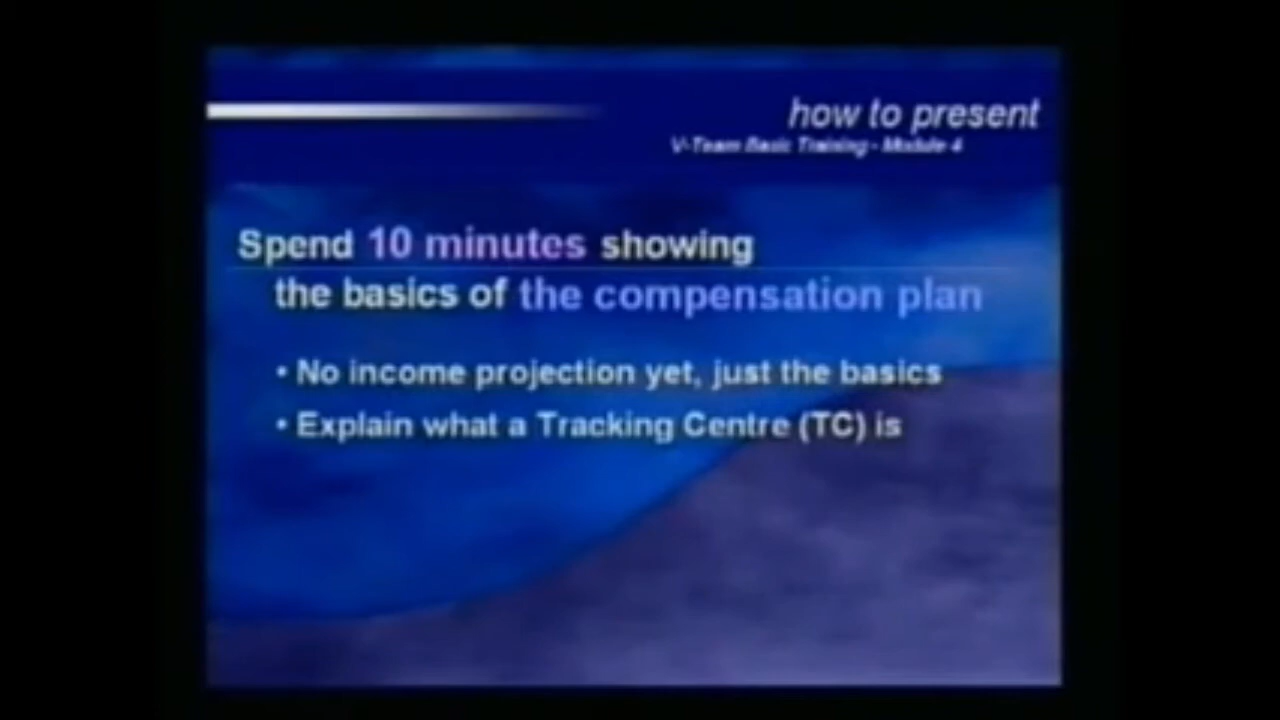 how to present
V-Team Basic Training - Module 4
Spend 10 minutes showing
the basics of the compensation plan
• No income projection yet, just the basics
• Explain what a Tracking Centre (TC) is